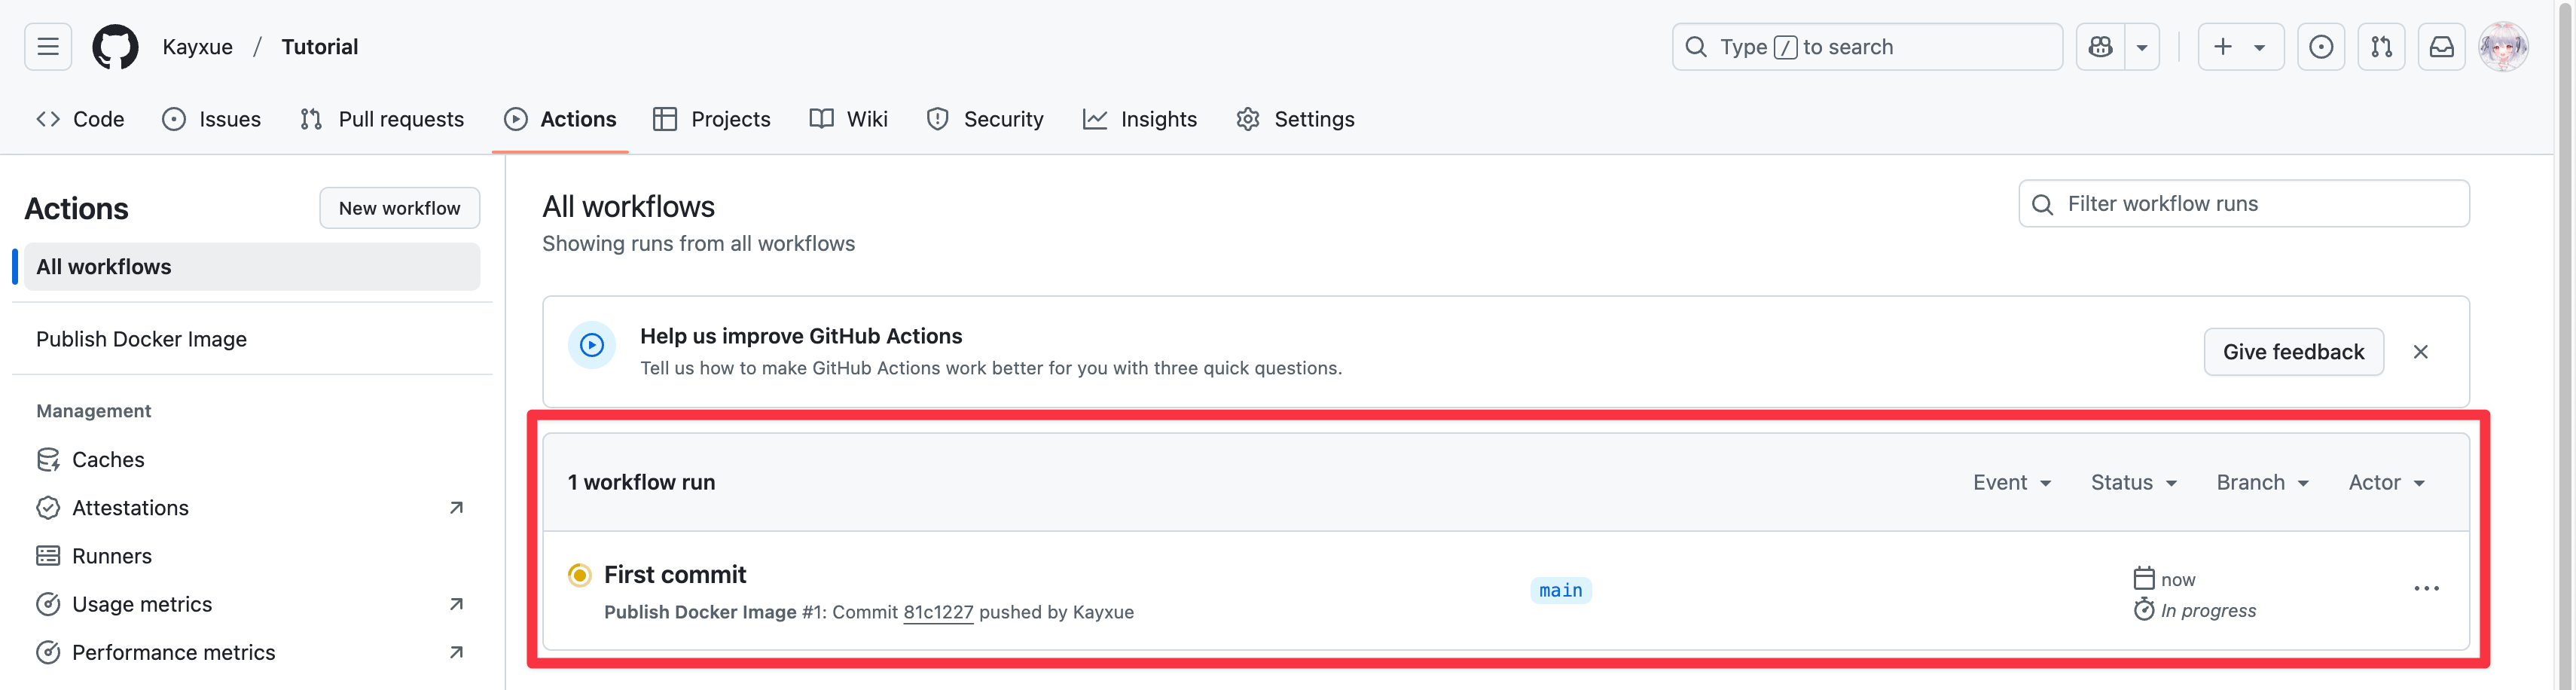 Kayxue / Tutorial
Type / to search
Code Issues Pull requests Actions Projects Wiki Security Insights Settings
Actions
New workflow
All workflows
Publish Docker Image
Management
Caches
Attestations
Runners
Usage metrics
Performance metrics
All workflows
Showing runs from all workflows
Filter workflow runs
Help us improve GitHub Actions
Tell us how to make GitHub Actions work better for you with three quick questions.
Give feedback
1 workflow run
Event Status Branch Actor
First commit
Publish Docker Image #1: Commit 81c1227 pushed by Kayxue
main
now
In progress